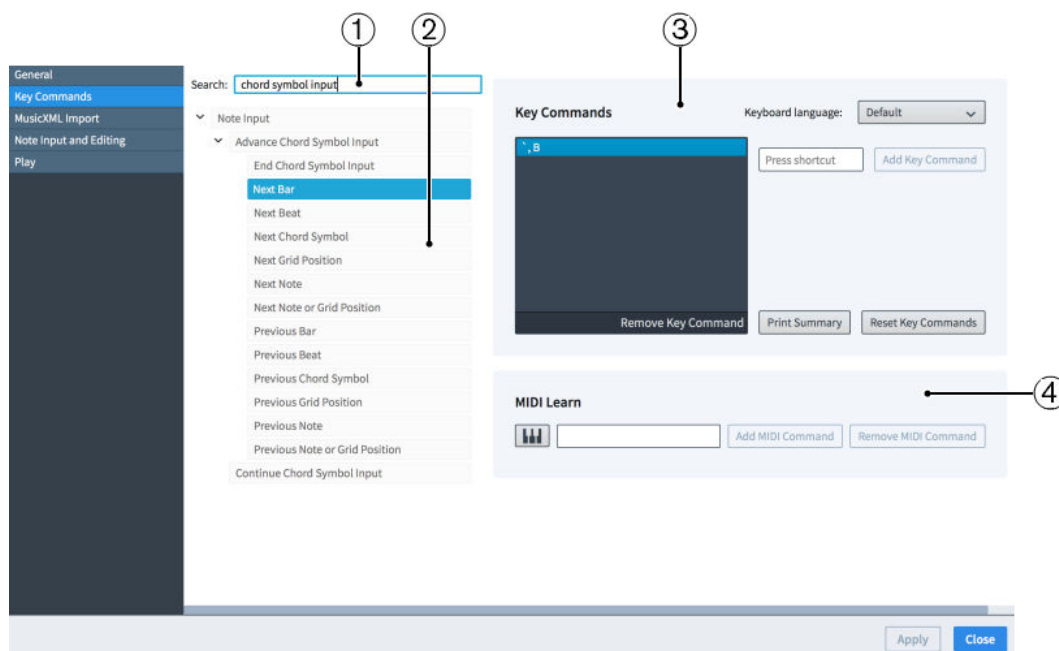 ① ② ③
General
Key Commands
MusicXML Import
Note Input and Editing
Play
Search: chord symbol input
Note Input
Advance Chord Symbol Input
End Chord Symbol Input
Next Bar
Next Beat
Next Chord Symbol
Next Grid Position
Next Note
Next Note or Grid Position
Previous Bar
Previous Beat
Previous Chord Symbol
Previous Grid Position
Previous Note
Previous Note or Grid Position
Continue Chord Symbol Input
Key Commands
Keyboard language: Default
`, B
Press shortcut Add Key Command
Remove Key Command Print Summary Reset Key Commands
④
MIDI Learn
Add MIDI Command Remove MIDI Command
Apply Close